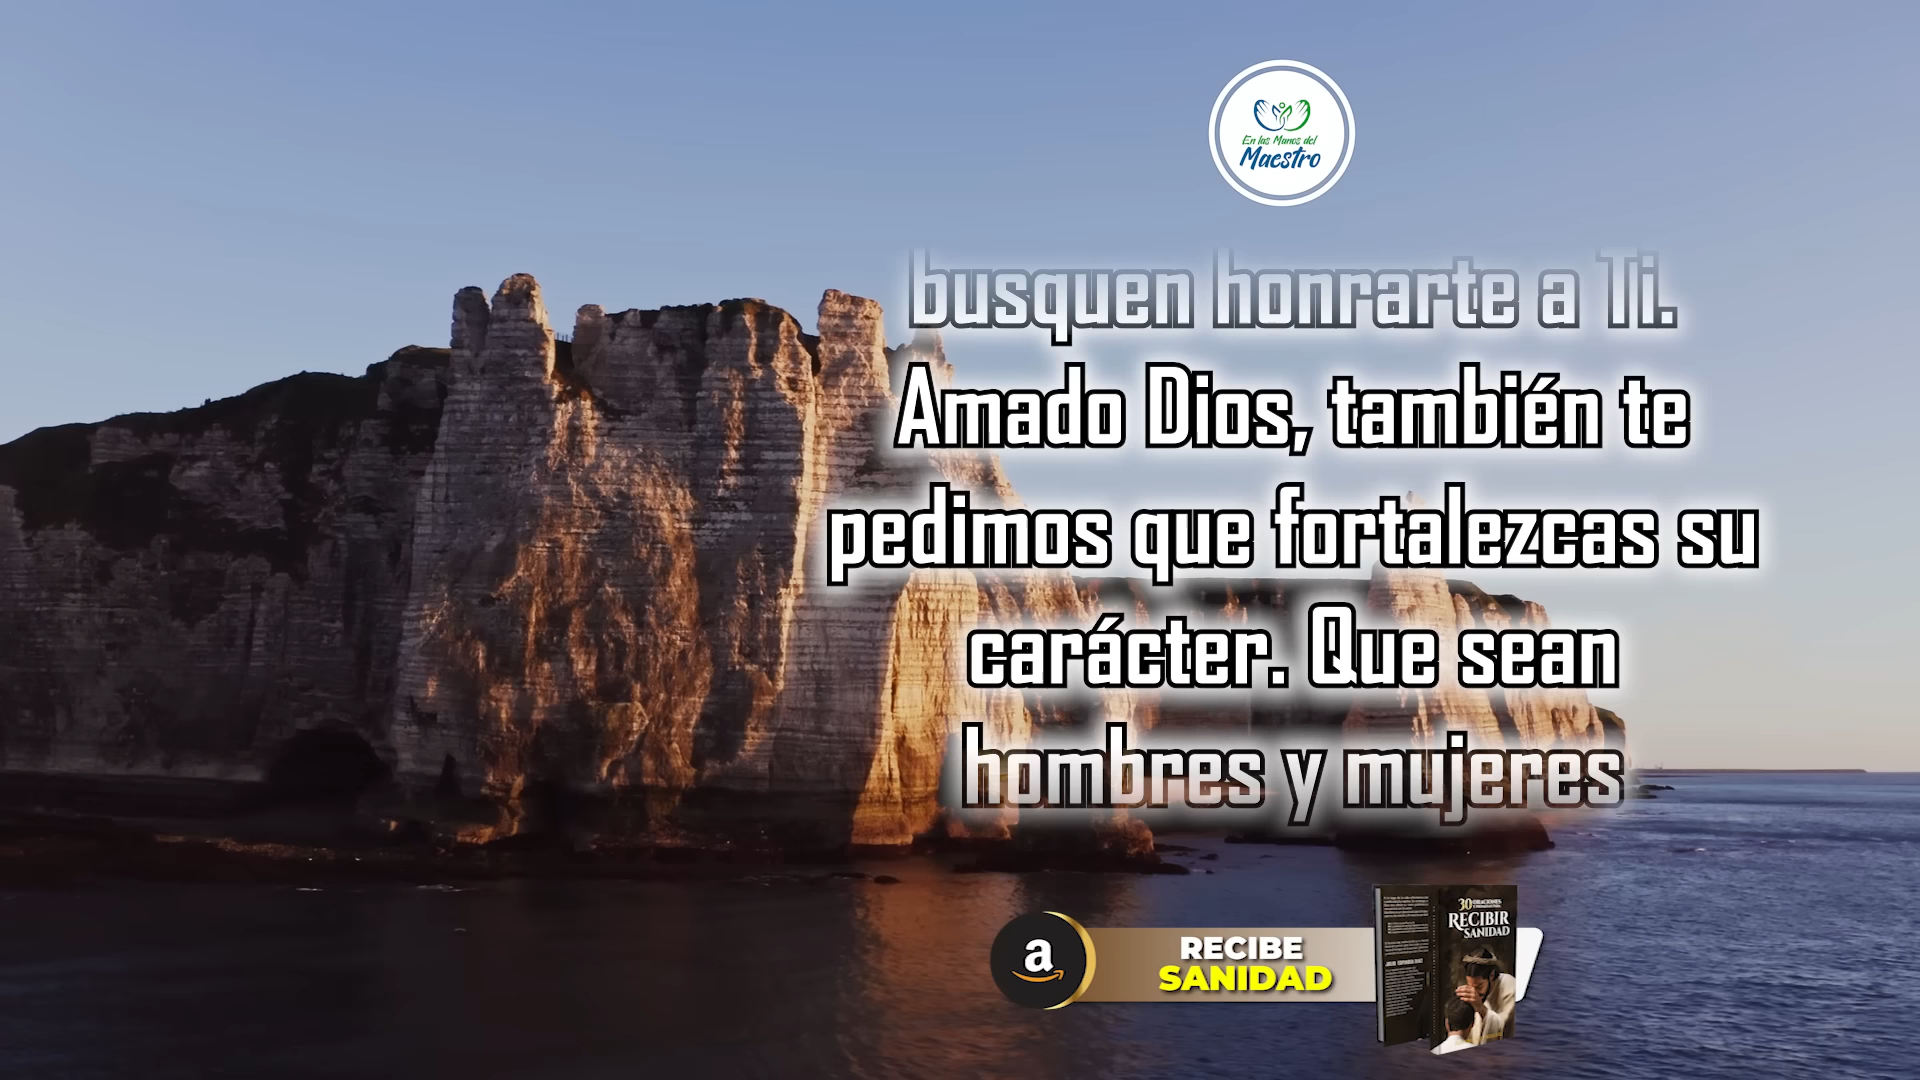 En las Manos del
Maestro
busquen honrarte a Ti.
Amado Dios, también te
pedimos que fortalezcas su
carácter. Que sean
hombres y mujeres
a
RECIBE
SANIDAD
30 ORACIONES
RECIBIR
SANIDAD